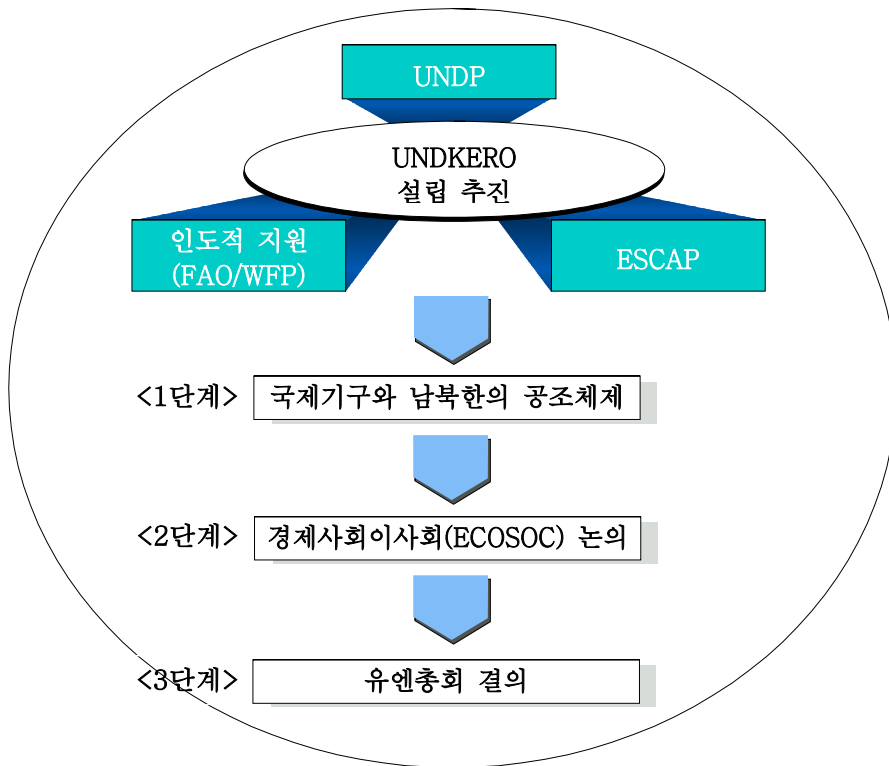 UNDP
UNDKERO
설립 추진
인도적 지원
(FAO/WFP)
ESCAP
<1단계> 국제기구와 남북한의 공조체제
<2단계> 경제사회이사회(ECOSOC) 논의
<3단계> 유엔총회 결의